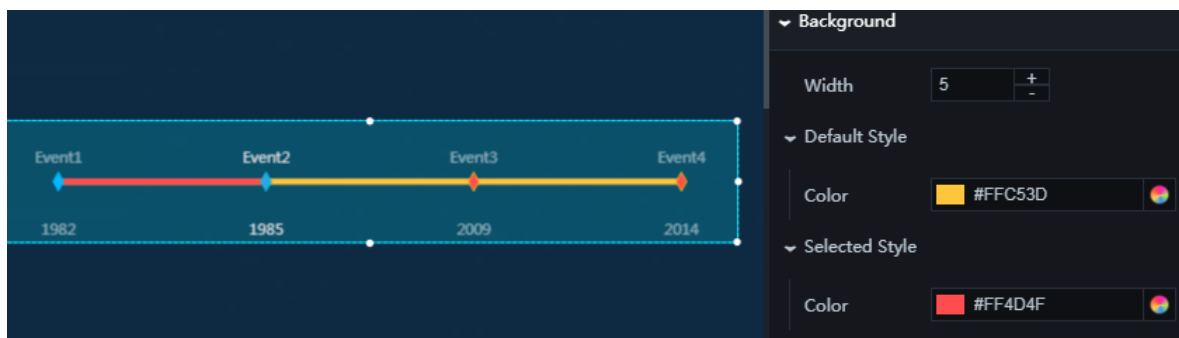 Event1 Event2 Event3 Event4
1982 1985 2009 2014
Background
Width 5 + -
Default Style
Color #FFC53D
Selected Style
Color #FF4D4F